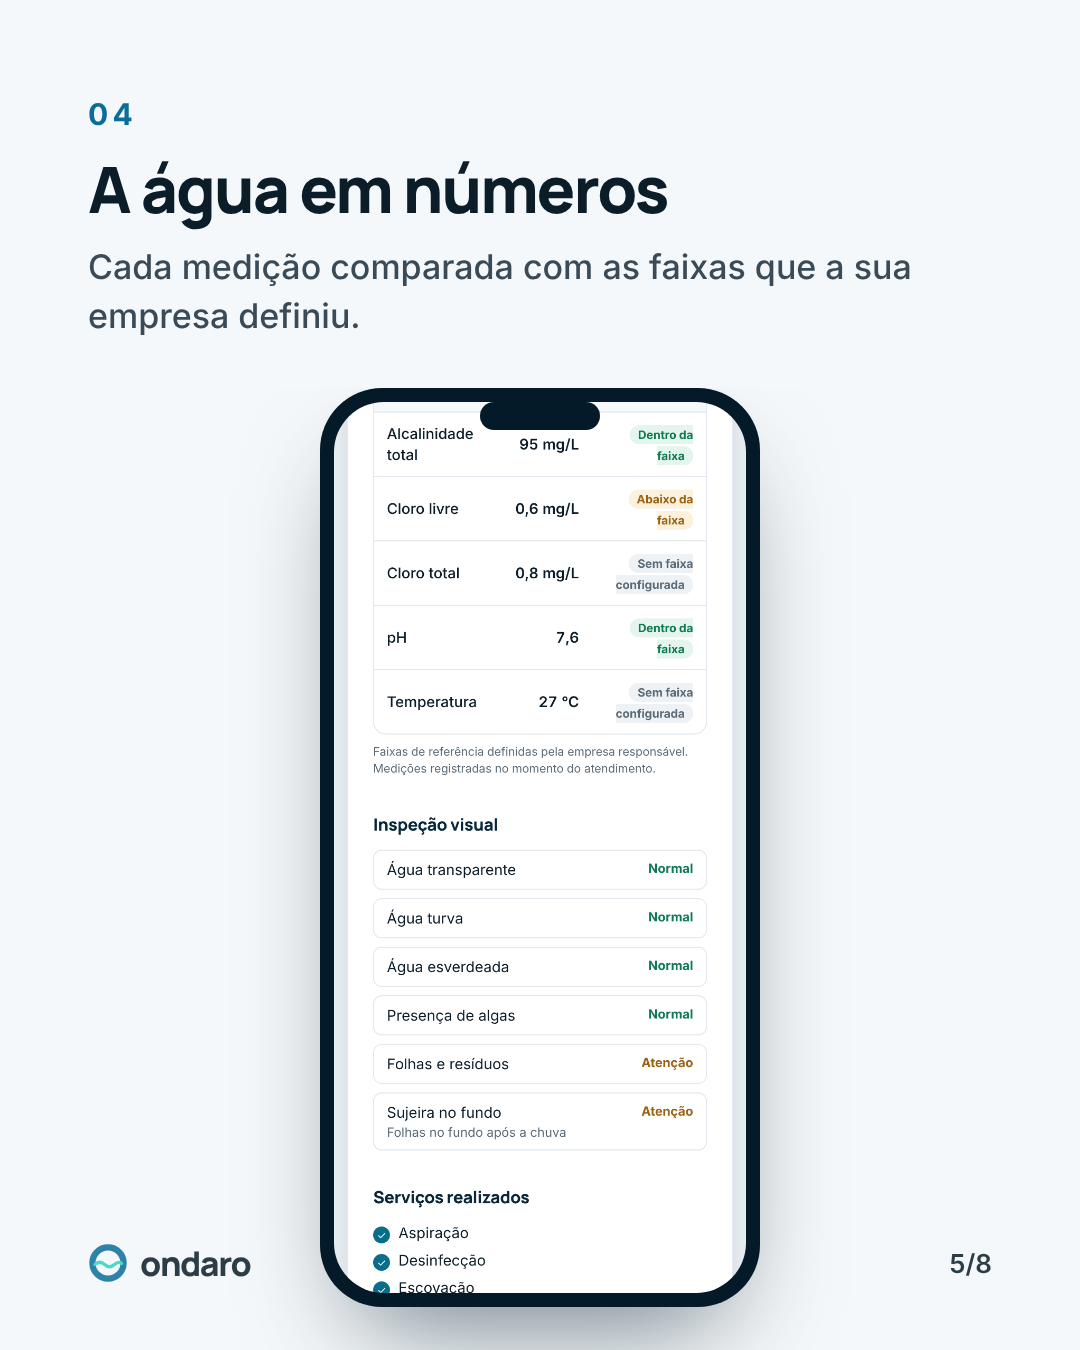 04
A água em números
Cada medição comparada com as faixas que a sua
empresa definiu.
Alcalinidade
total
95 mg/L
Dentro da
faixa
Cloro livre
0,6 mg/L
Abaixo da
faixa
Cloro total
0,8 mg/L
Sem faixa
configurada
pH
7,6
Dentro da
faixa
Temperatura
27 °C
Sem faixa
configurada
Faixas de referência definidas pela empresa responsável.
Medições registradas no momento do atendimento.
Inspeção visual
Água transparente Normal
Água turva Normal
Água esverdeada Normal
Presença de algas Normal
Folhas e resíduos Atenção
Sujeira no fundo Atenção
Folhas no fundo após a chuva
Serviços realizados
Aspiração
Desinfecção
Escovação
ondaro
5/8